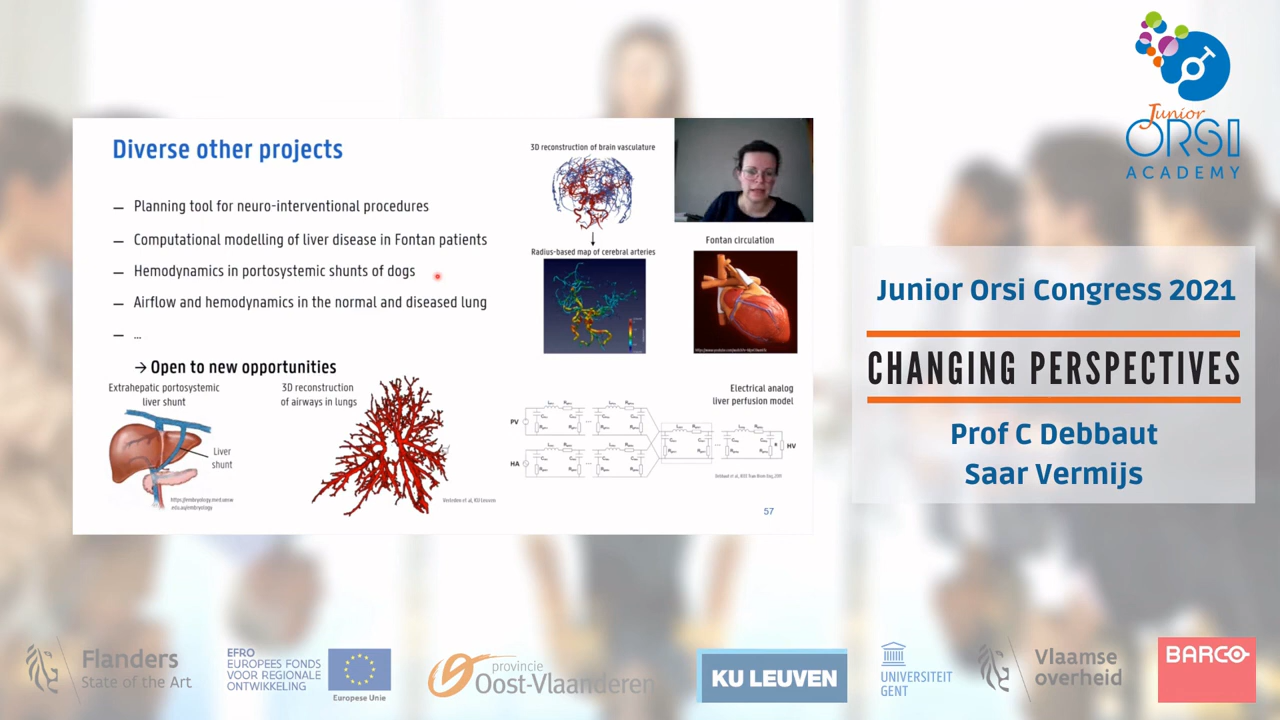 Diverse other projects
– Planning tool for neuro-interventional procedures
– Computational modelling of liver disease in Fontan patients
– Hemodynamics in portosystemic shunts of dogs
– Airflow and hemodynamics in the normal and diseased lung
– ...
→ Open to new opportunities
Extrahepatic portosystemic
liver shunt
Liver
shunt
3D reconstruction
of airways in lungs
3D reconstruction of brain vasculature
Radius-based map of cerebral arteries
Fontan circulation
Electrical analog
liver perfusion model
PV
HA
HV
57
Junior
ORSI
ACADEMY
Junior Orsi Congress 2021
CHANGING PERSPECTIVES
Prof C Debbaut
Saar Vermijs
Flanders
State of the Art
EFRO
EUROPEES FONDS
VOOR REGIONALE
ONTWIKKELING
Europese Unie
provincie
Oost-Vlaanderen
KU LEUVEN
UNIVERSITEIT
GENT
Vlaamse
overheid
BARCO